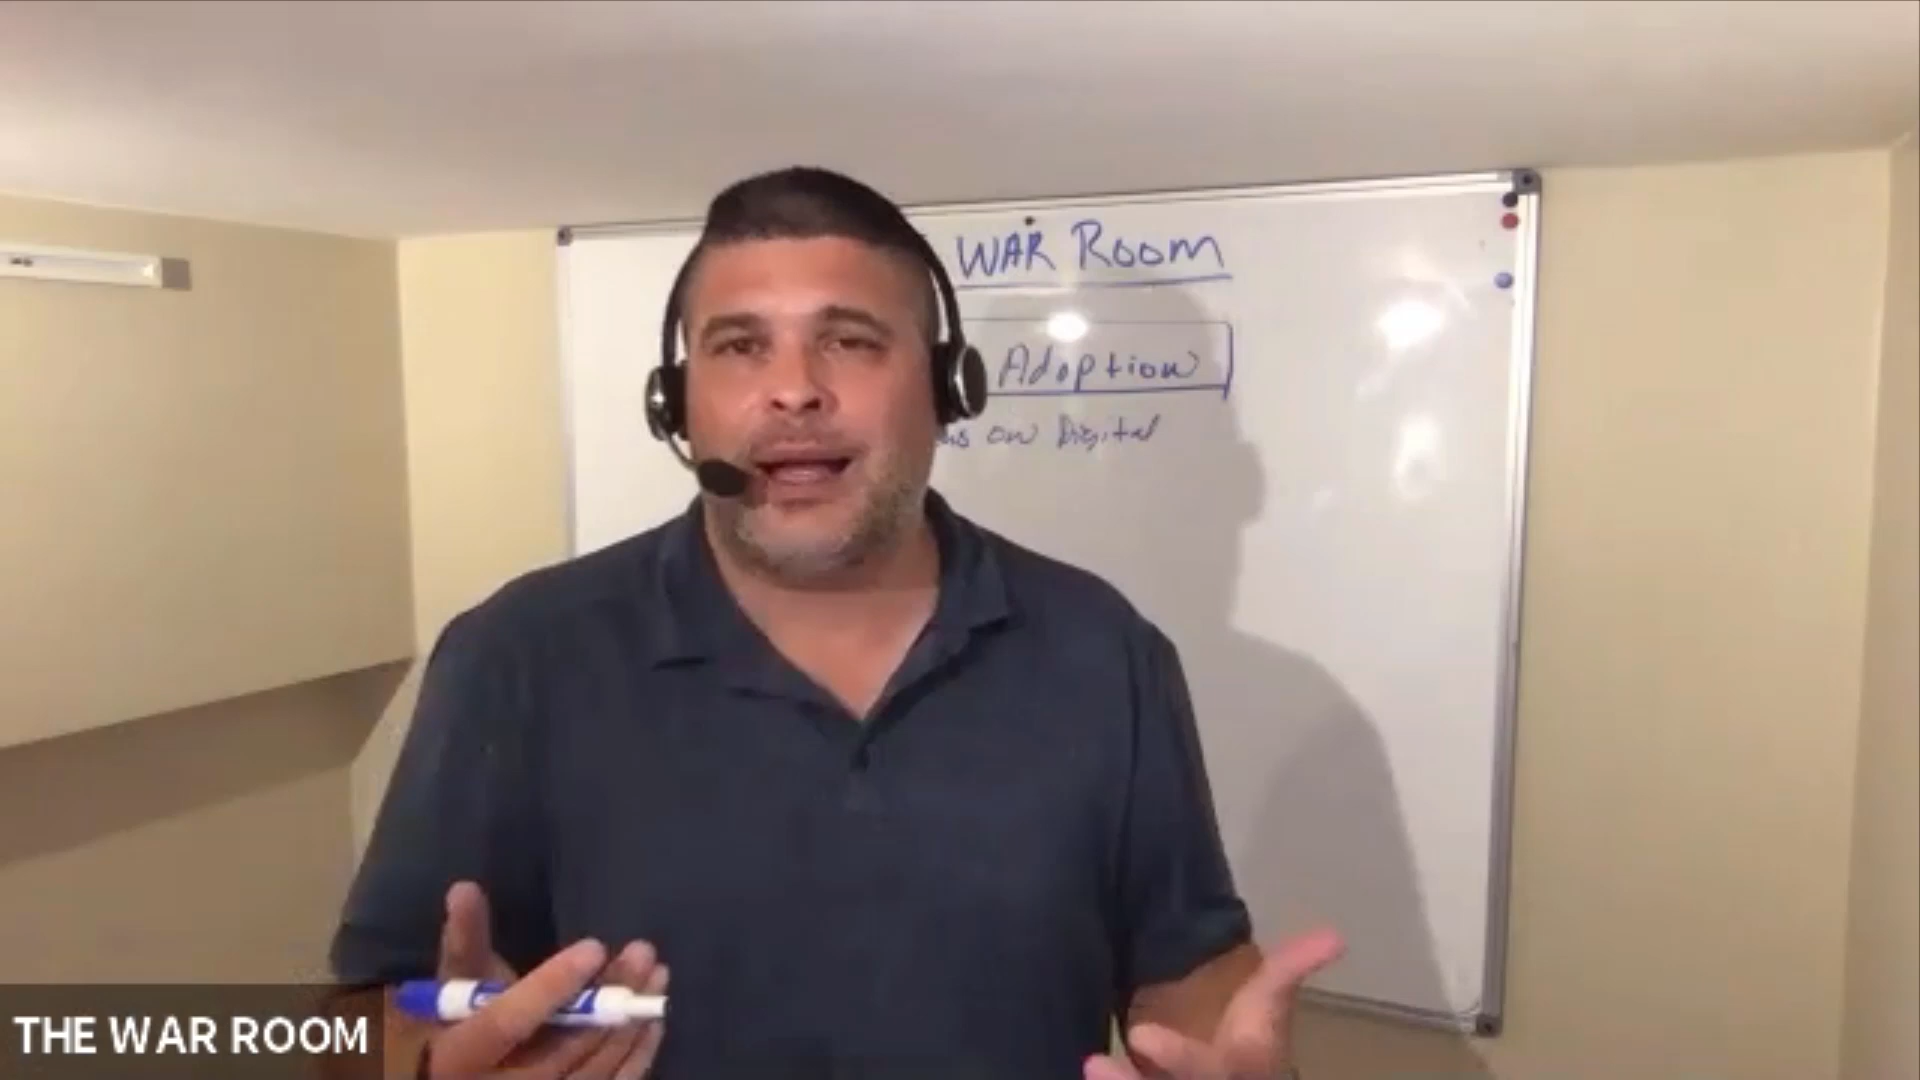 WAR ROOM
Adoption
on Digital
THE WAR ROOM